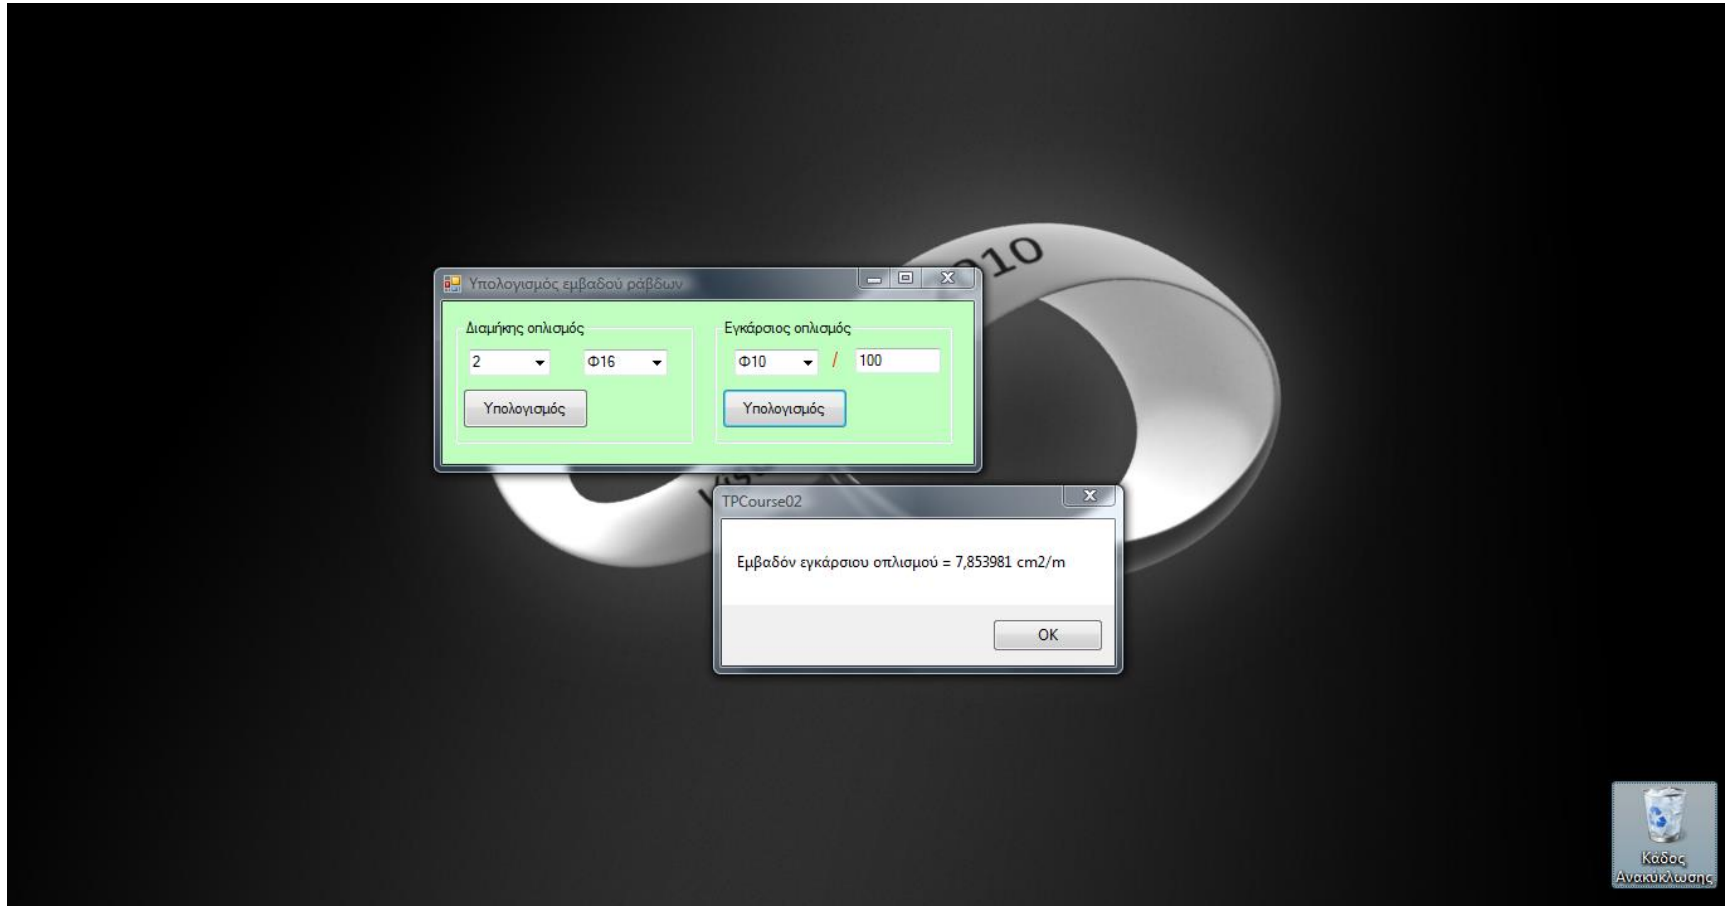 10
Υπολογισμός εμβαδού ράβδων
Διαμήκης οπλισμός
Εγκάρσιος οπλισμός
2
Φ16
Φ10
/
100
Υπολογισμός
Υπολογισμός
TPCourse02
Εμβαδόν εγκάρσιου οπλισμού = 7,853981 cm2/m
OK
Κάδος
Ανακύκλωσης